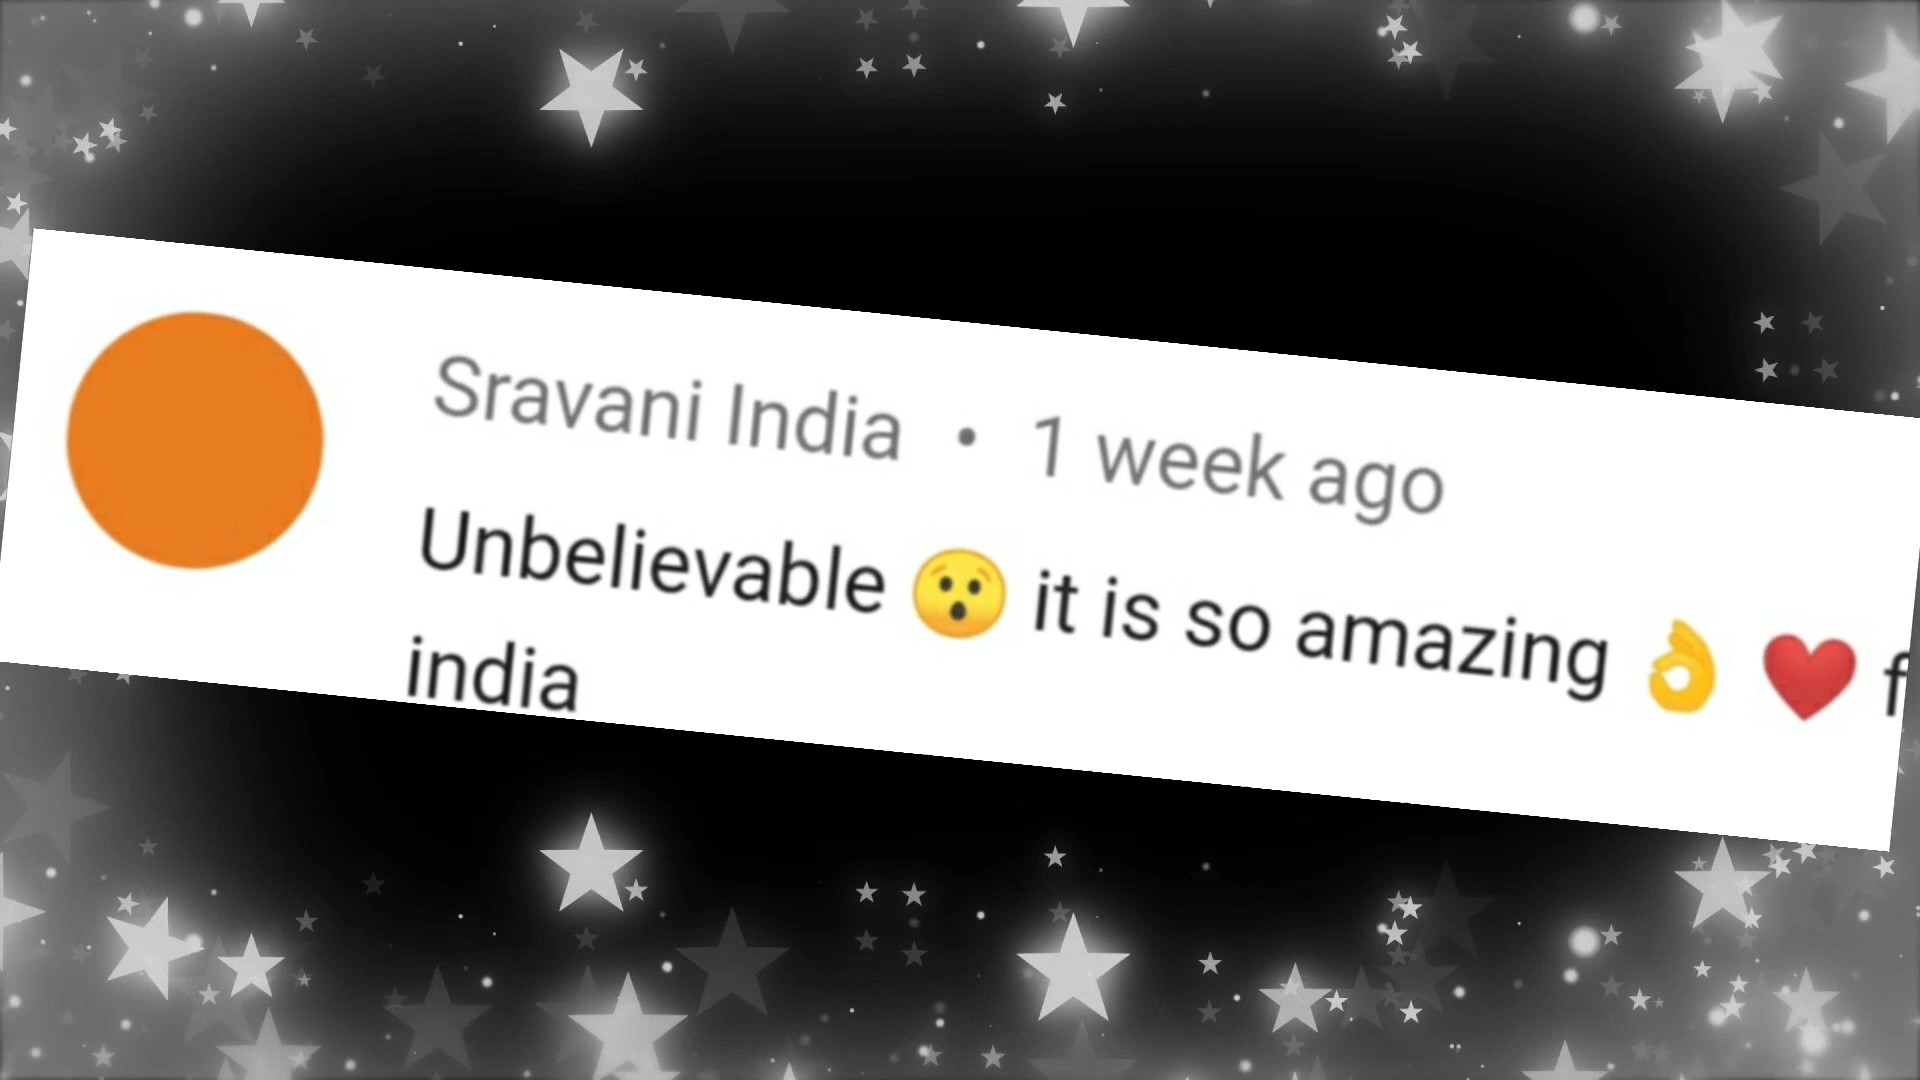 Sravani India • 1 week ago
Unbelievable 😯 it is so amazing 👌 ❤️
india